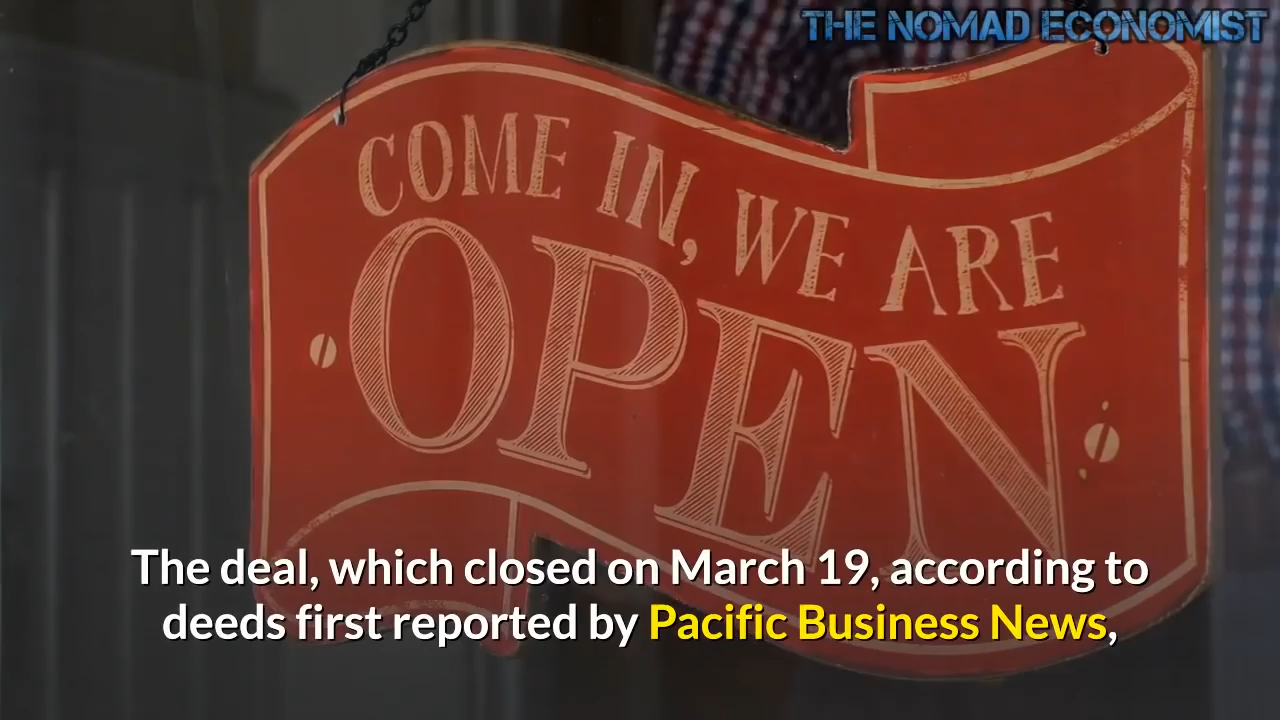 THE NOMAD ECONOMIST
COME IN, WE ARE
OPEN
The deal, which closed on March 19, according to
deeds first reported by Pacific Business News,